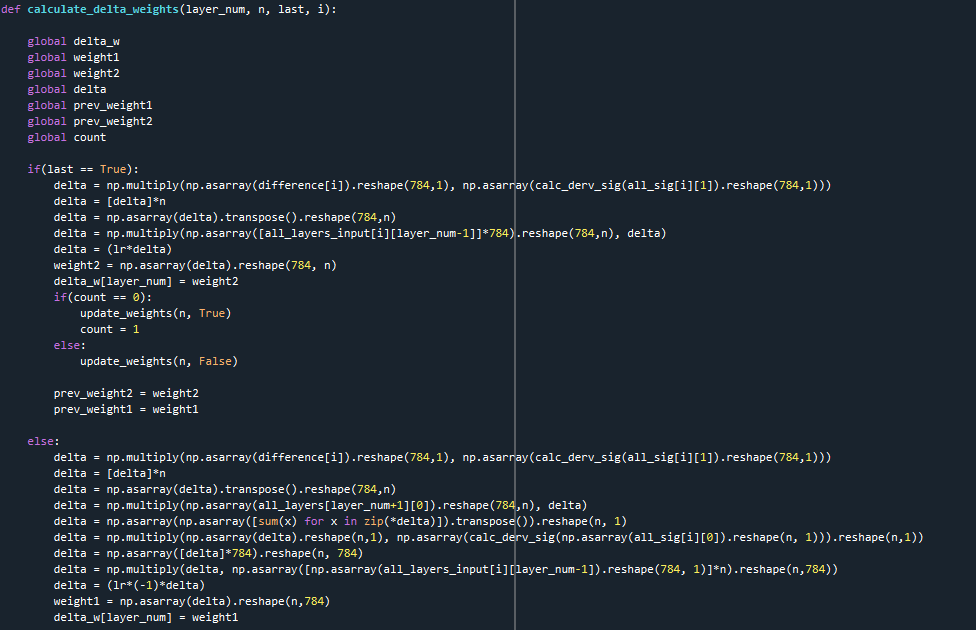 def calculate_delta_weights(layer_num, n, last, i):
global delta_w
global weight1
global weight2
global delta
global prev_weight1
global prev_weight2
global count
if(last == True):
delta = np.multiply(np.asarray(difference[i]).reshape(784,1), np.asarray(calc_derv_sig(all_sig[i][1]).reshape(784,1)))
delta = [delta]*n
delta = np.asarray(delta).transpose().reshape(784,n)
delta = np.multiply(np.asarray([all_layers_input[i][layer_num-1]]*784).reshape(784,n), delta)
delta = (lr*delta)
weight2 = np.asarray(delta).reshape(784, n)
delta_w[layer_num] = weight2
if(count == 0):
update_weights(n, True)
count = 1
else:
update_weights(n, False)
prev_weight2 = weight2
prev_weight1 = weight1
else:
delta = np.multiply(np.asarray(difference[i]).reshape(784,1), np.asarray(calc_derv_sig(all_sig[i][1]).reshape(784,1)))
delta = [delta]*n
delta = np.asarray(delta).transpose().reshape(784,n)
delta = np.multiply(np.asarray(all_layers[layer_num+1][0]).reshape(784,n), delta)
delta = np.asarray(np.asarray([sum(x) for x in zip(*delta)]).transpose()).reshape(n, 1)
delta = np.multiply(np.asarray(delta).reshape(n,1), np.asarray(calc_derv_sig(np.asarray(all_sig[i][0]).reshape(n, 1))).reshape(n,1))
delta = np.asarray([delta]*784).reshape(n, 784)
delta = np.multiply(delta, np.asarray([np.asarray(all_layers_input[i][layer_num-1]).reshape(784, 1)]*n).reshape(n,784))
delta = (lr*(-1)*delta)
weight1 = np.asarray(delta).reshape(n,784)
delta_w[layer_num] = weight1